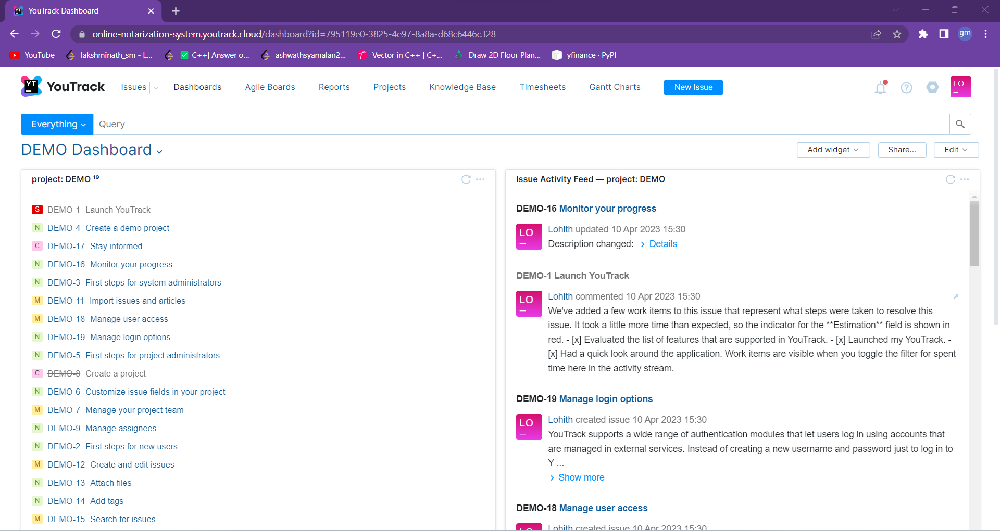 YouTrack Dashboard
online-notarization-system.youtrack.cloud/dashboard?id=795119e0-3825-4e97-8a8a-d68c6446c328
gm
YouTube
lakshminath_sm - L...
C++| Answer o...
ashwathsyamalan2...
Vector in C++ | C+...
Draw 2D Floor Plan...
yfinance · PyPI
YT
YouTrack
Issues
Dashboards
Agile Boards
Reports
Projects
Knowledge Base
Timesheets
Gantt Charts
New Issue
LO
Everything
Query
DEMO Dashboard
Add widget
Share...
Edit
project: DEMO 19
S DEMO-1 Launch YouTrack
N DEMO-4 Create a demo project
C DEMO-17 Stay informed
N DEMO-16 Monitor your progress
N DEMO-3 First steps for system administrators
M DEMO-11 Import issues and articles
M DEMO-18 Manage user access
N DEMO-19 Manage login options
N DEMO-5 First steps for project administrators
C DEMO-8 Create a project
N DEMO-6 Customize issue fields in your project
M DEMO-7 Manage your project team
N DEMO-9 Manage assignees
N DEMO-2 First steps for new users
M DEMO-12 Create and edit issues
N DEMO-13 Attach files
N DEMO-14 Add tags
M DEMO-15 Search for issues
Issue Activity Feed — project: DEMO
DEMO-16 Monitor your progress
LO
Lohith updated 10 Apr 2023 15:30
Description changed: Details
DEMO-1 Launch YouTrack
LO
Lohith commented 10 Apr 2023 15:30
We've added a few work items to this issue that represent what steps were taken to resolve this
issue. It took a little more time than expected, so the indicator for the **Estimation** field is shown in
red. - [x] Evaluated the list of features that are supported in YouTrack. - [x] Launched my YouTrack. -
[x] Had a quick look around the application. Work items are visible when you toggle the filter for spent
time here in the activity stream.
DEMO-19 Manage login options
LO
Lohith created issue 10 Apr 2023 15:30
YouTrack supports a wide range of authentication modules that let users log in using accounts that
are managed in external services. Instead of creating a new username and password just to log in to
Y ...
Show more
DEMO-18 Manage user access
LO
Lohith created issue 10 Apr 2023 15:30